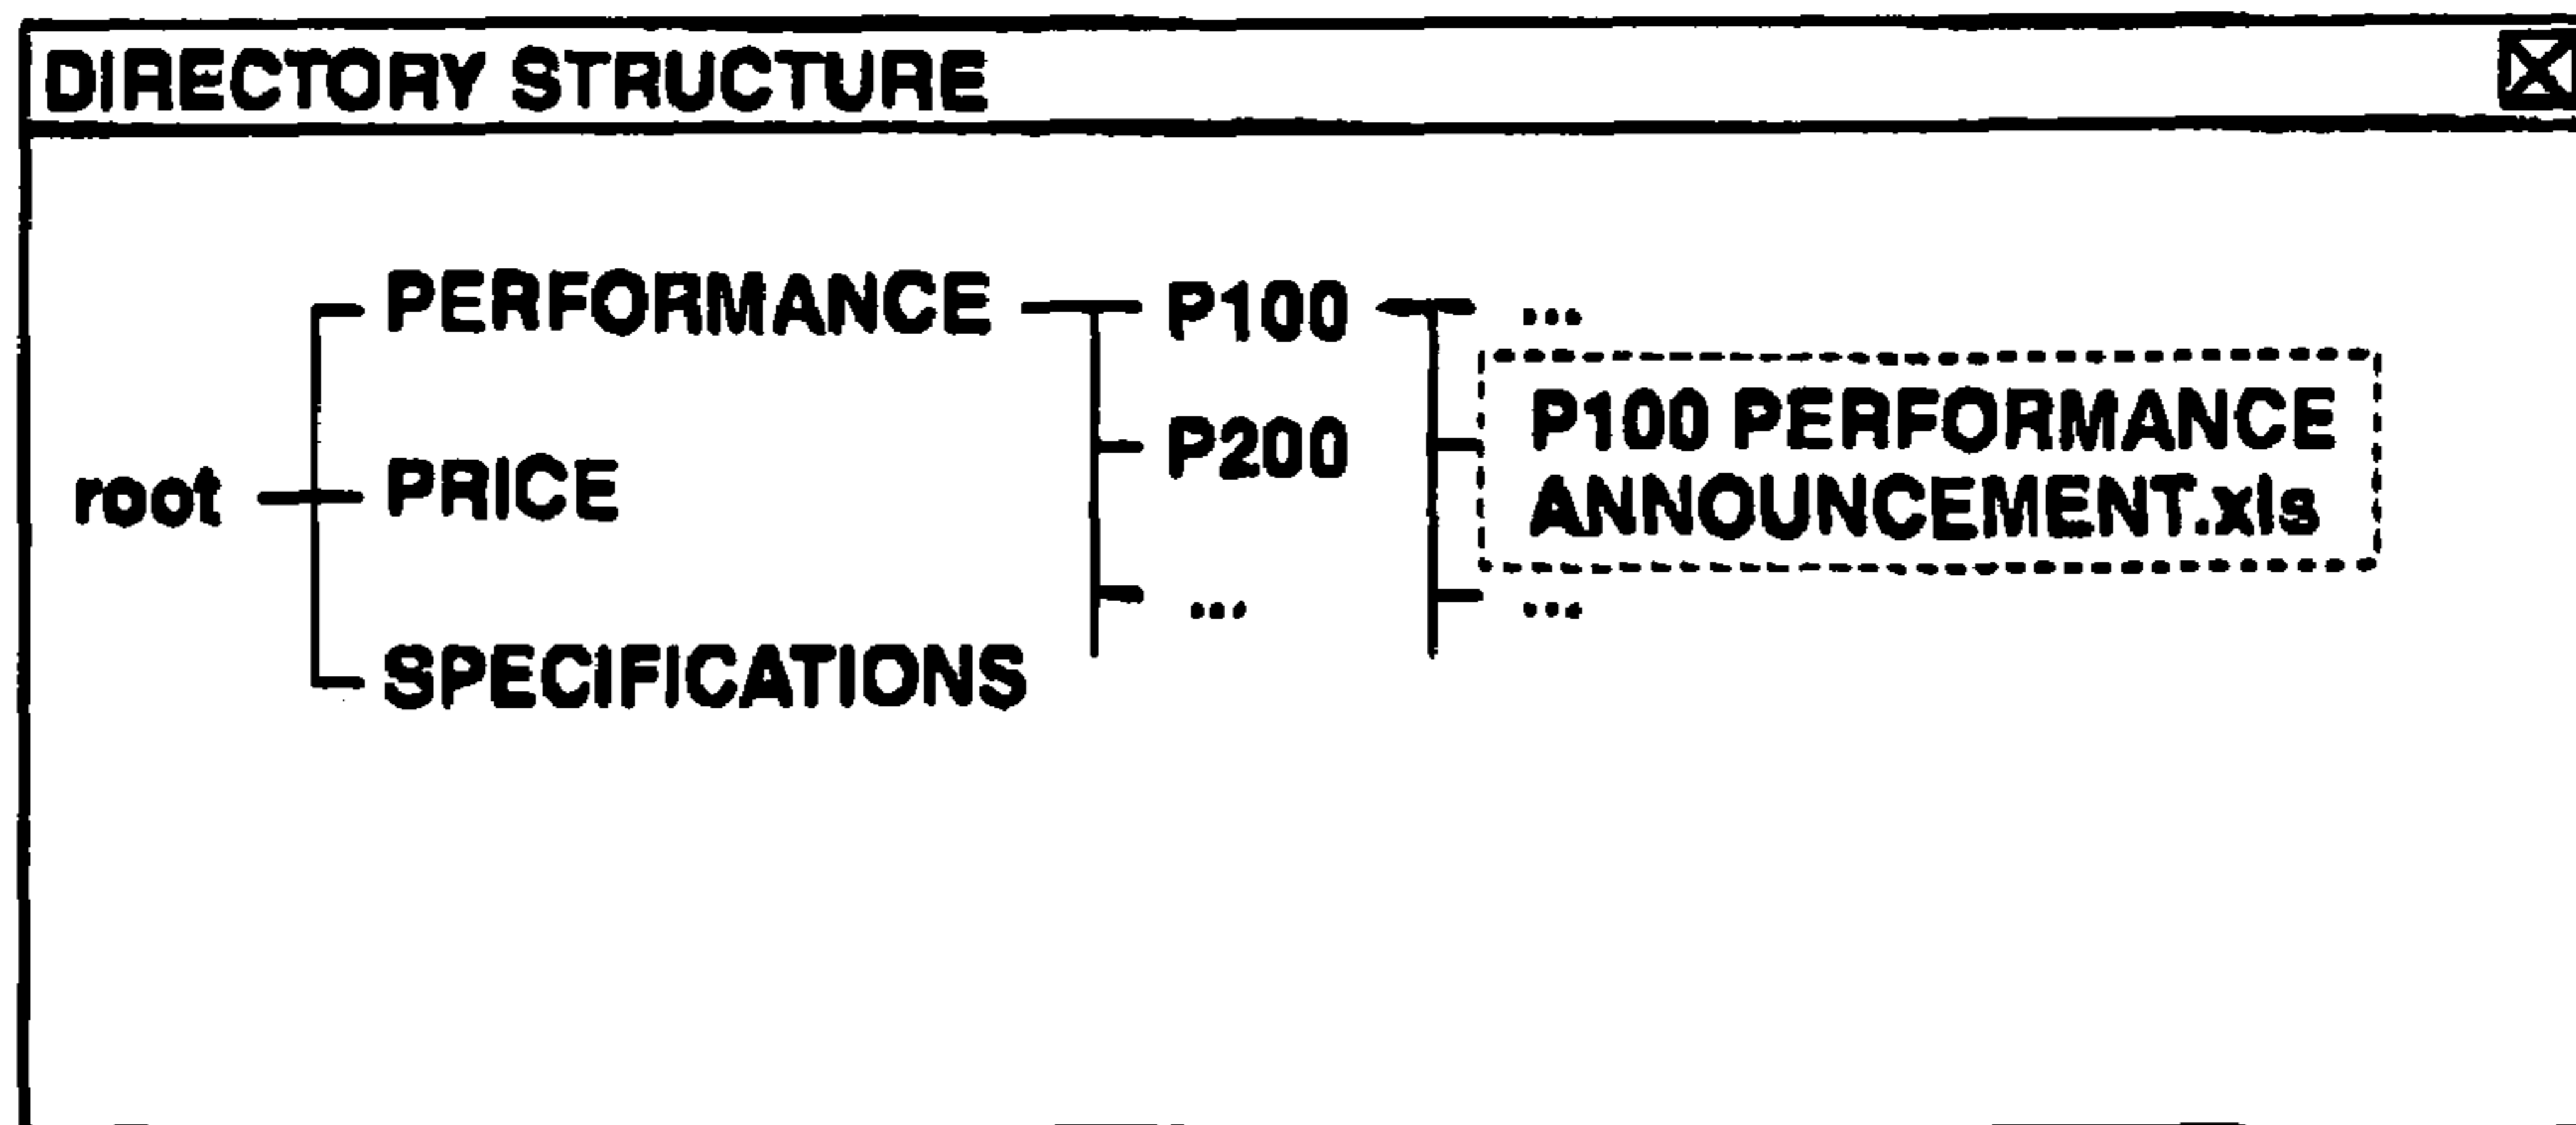 DIRECTORY STRUCTURE
PERFORMANCE P100 ...
P100 PERFORMANCE
P200
root PRICE ANNOUNCEMENT.xls
... ...
SPECIFICATIONS